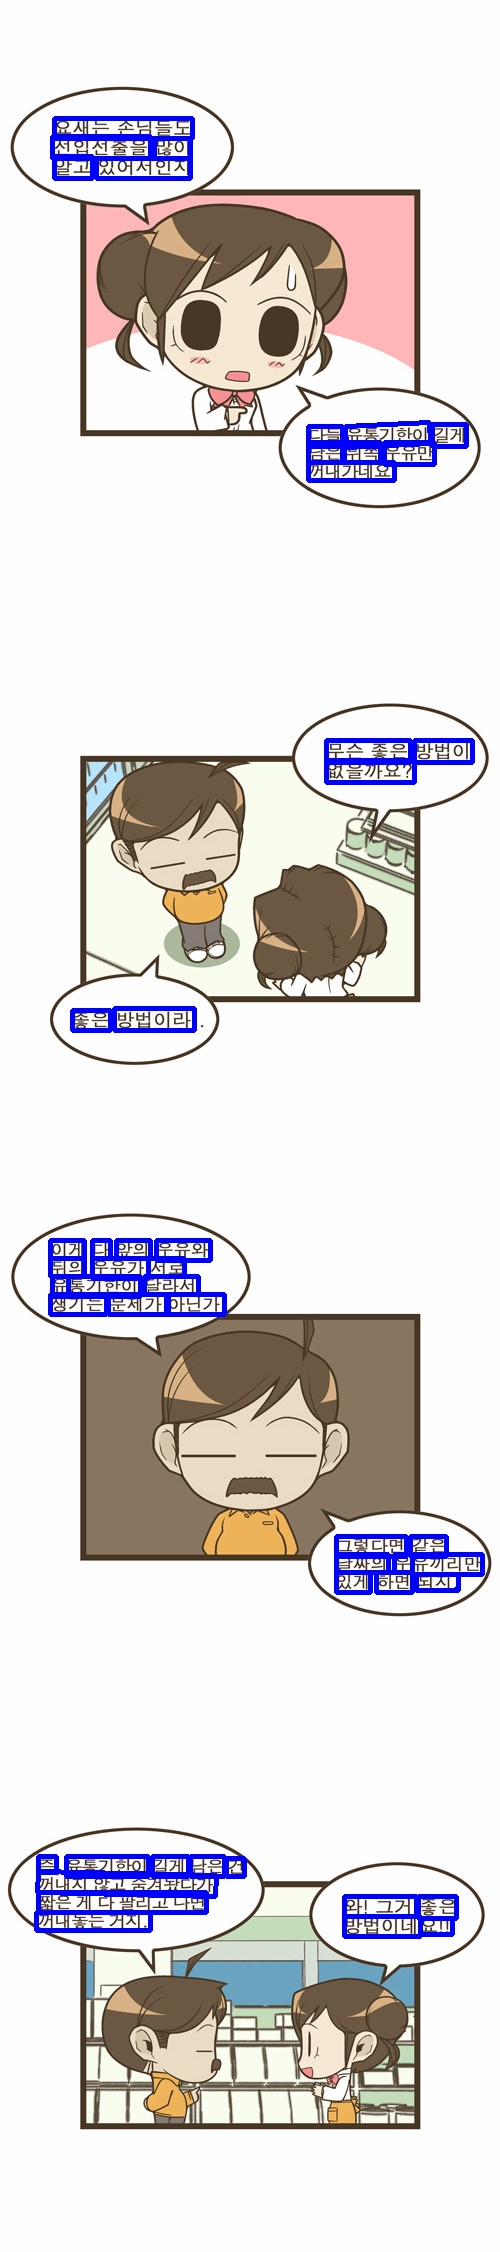 요새는 손님들도
선입선출을 많이
알고 있어서인지
다들 유통기한이 길게
남은 뒤쪽 우유만
꺼내가네요
무슨 좋은 방법이
없을까요?
좋은 방법이라.
이게 다 앞의 우유와
뒤의 우유가 서로
유통기한이 달라서
생기는 문제가 아닌가
그렇다면 같은
날짜의 우유끼리만
있게 하면 되지.
즉, 유통기한이 길게 남은 건
꺼내지 않고 숨겨놨다가
짧은 게 다 팔리고 나면
꺼내놓는 거지.
와! 그거 좋은
방법이네요!!